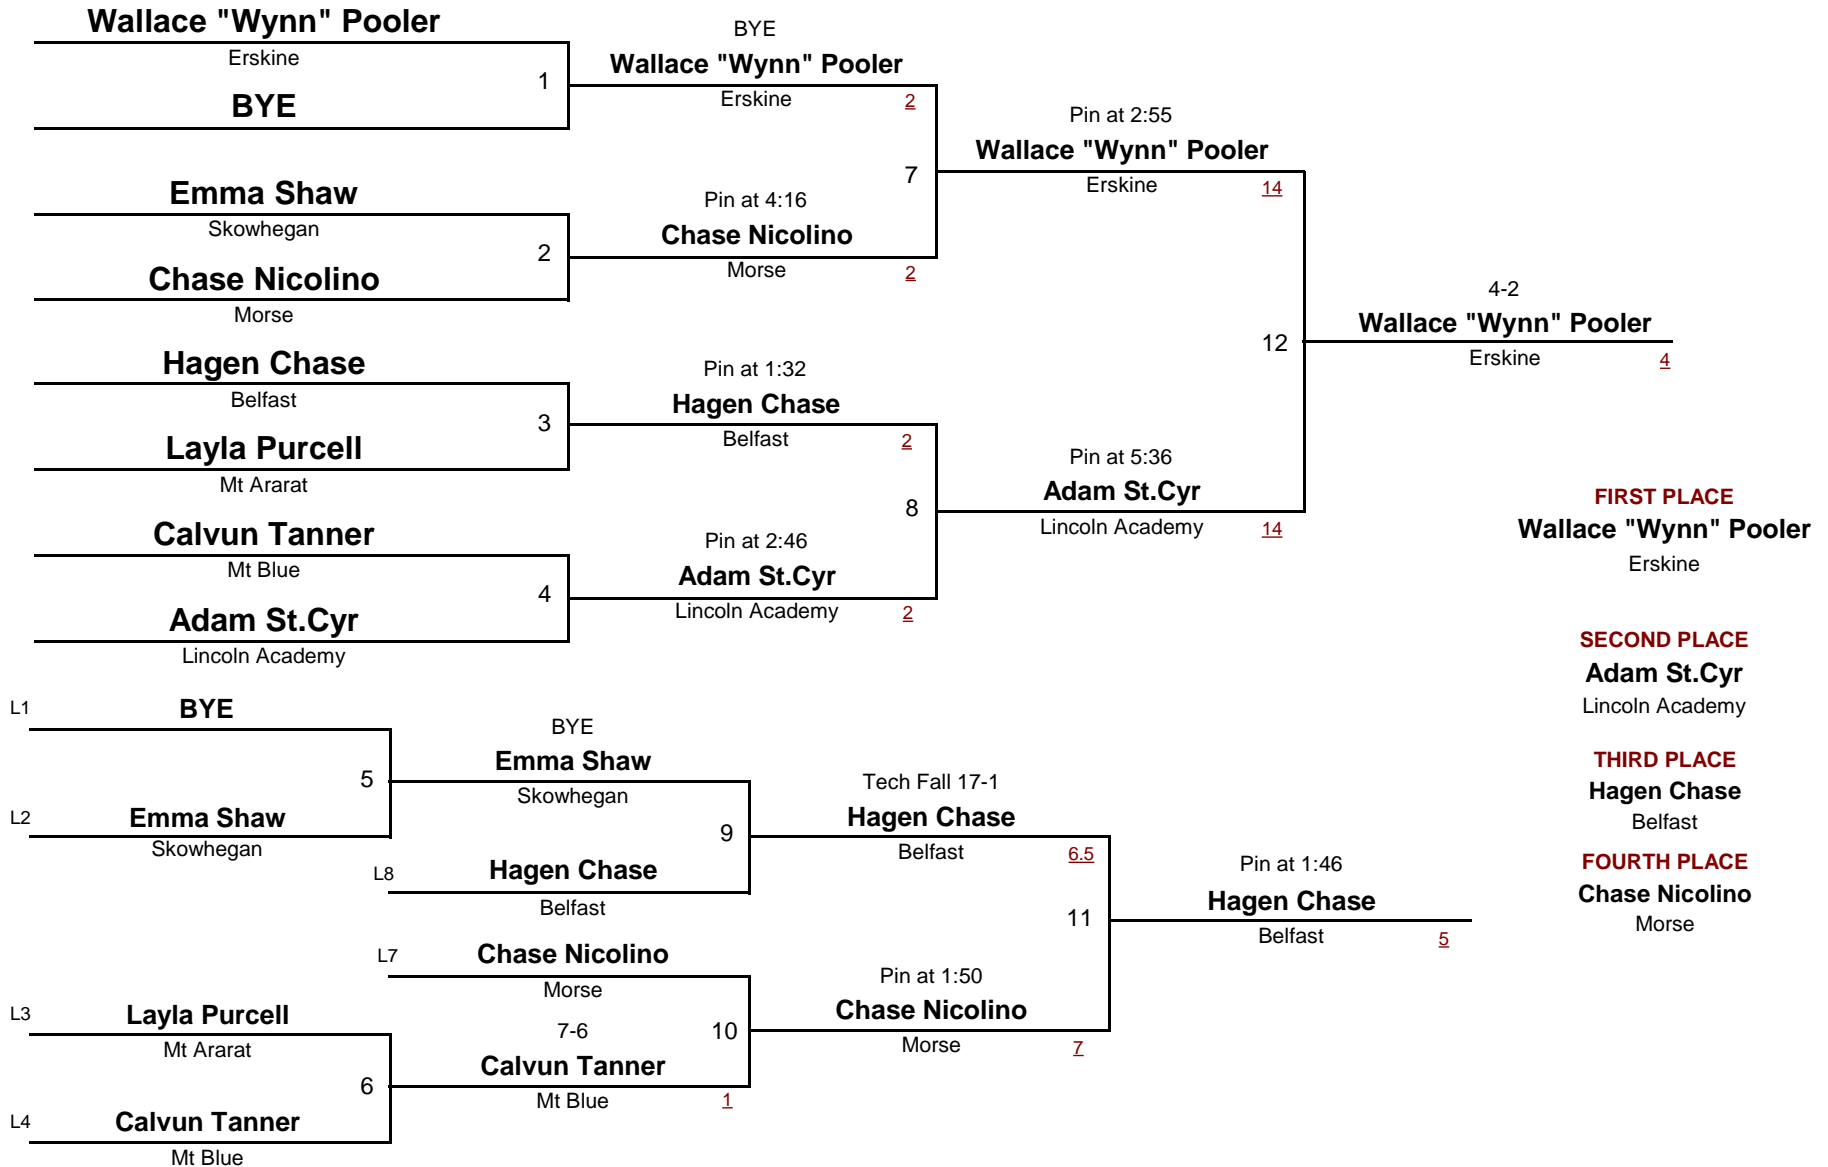 Wallace "Wynn" Pooler
Erskine
1
BYE
Emma Shaw
Skowhegan
2
Chase Nicolino
Morse
Hagen Chase
Belfast
3
Layla Purcell
Mt Ararat
Calvun Tanner
Mt Blue
4
Adam St.Cyr
Lincoln Academy
BYE
Wallace "Wynn" Pooler
Erskine 2
7
Pin at 4:16
Chase Nicolino
Morse 2
Pin at 1:32
Hagen Chase
Belfast 2
8
Pin at 2:46
Adam St.Cyr
Lincoln Academy 2
Pin at 2:55
Wallace "Wynn" Pooler
Erskine 14
12
Pin at 5:36
Adam St.Cyr
Lincoln Academy 14
4-2
Wallace "Wynn" Pooler
Erskine 4
FIRST PLACE
Wallace "Wynn" Pooler
Erskine
SECOND PLACE
Adam St.Cyr
Lincoln Academy
THIRD PLACE
Hagen Chase
Belfast
FOURTH PLACE
Chase Nicolino
Morse
L1 BYE
5
L2 Emma Shaw
Skowhegan
L3 Layla Purcell
Mt Ararat
6
L4 Calvun Tanner
Mt Blue
BYE
Emma Shaw
Skowhegan
9
L8 Hagen Chase
Belfast
L7 Chase Nicolino
Morse
7-6 10
Calvun Tanner
Mt Blue 1
Tech Fall 17-1
Hagen Chase
Belfast 6.5
11
Pin at 1:50
Chase Nicolino
Morse 7
Pin at 1:46
Hagen Chase
Belfast 5